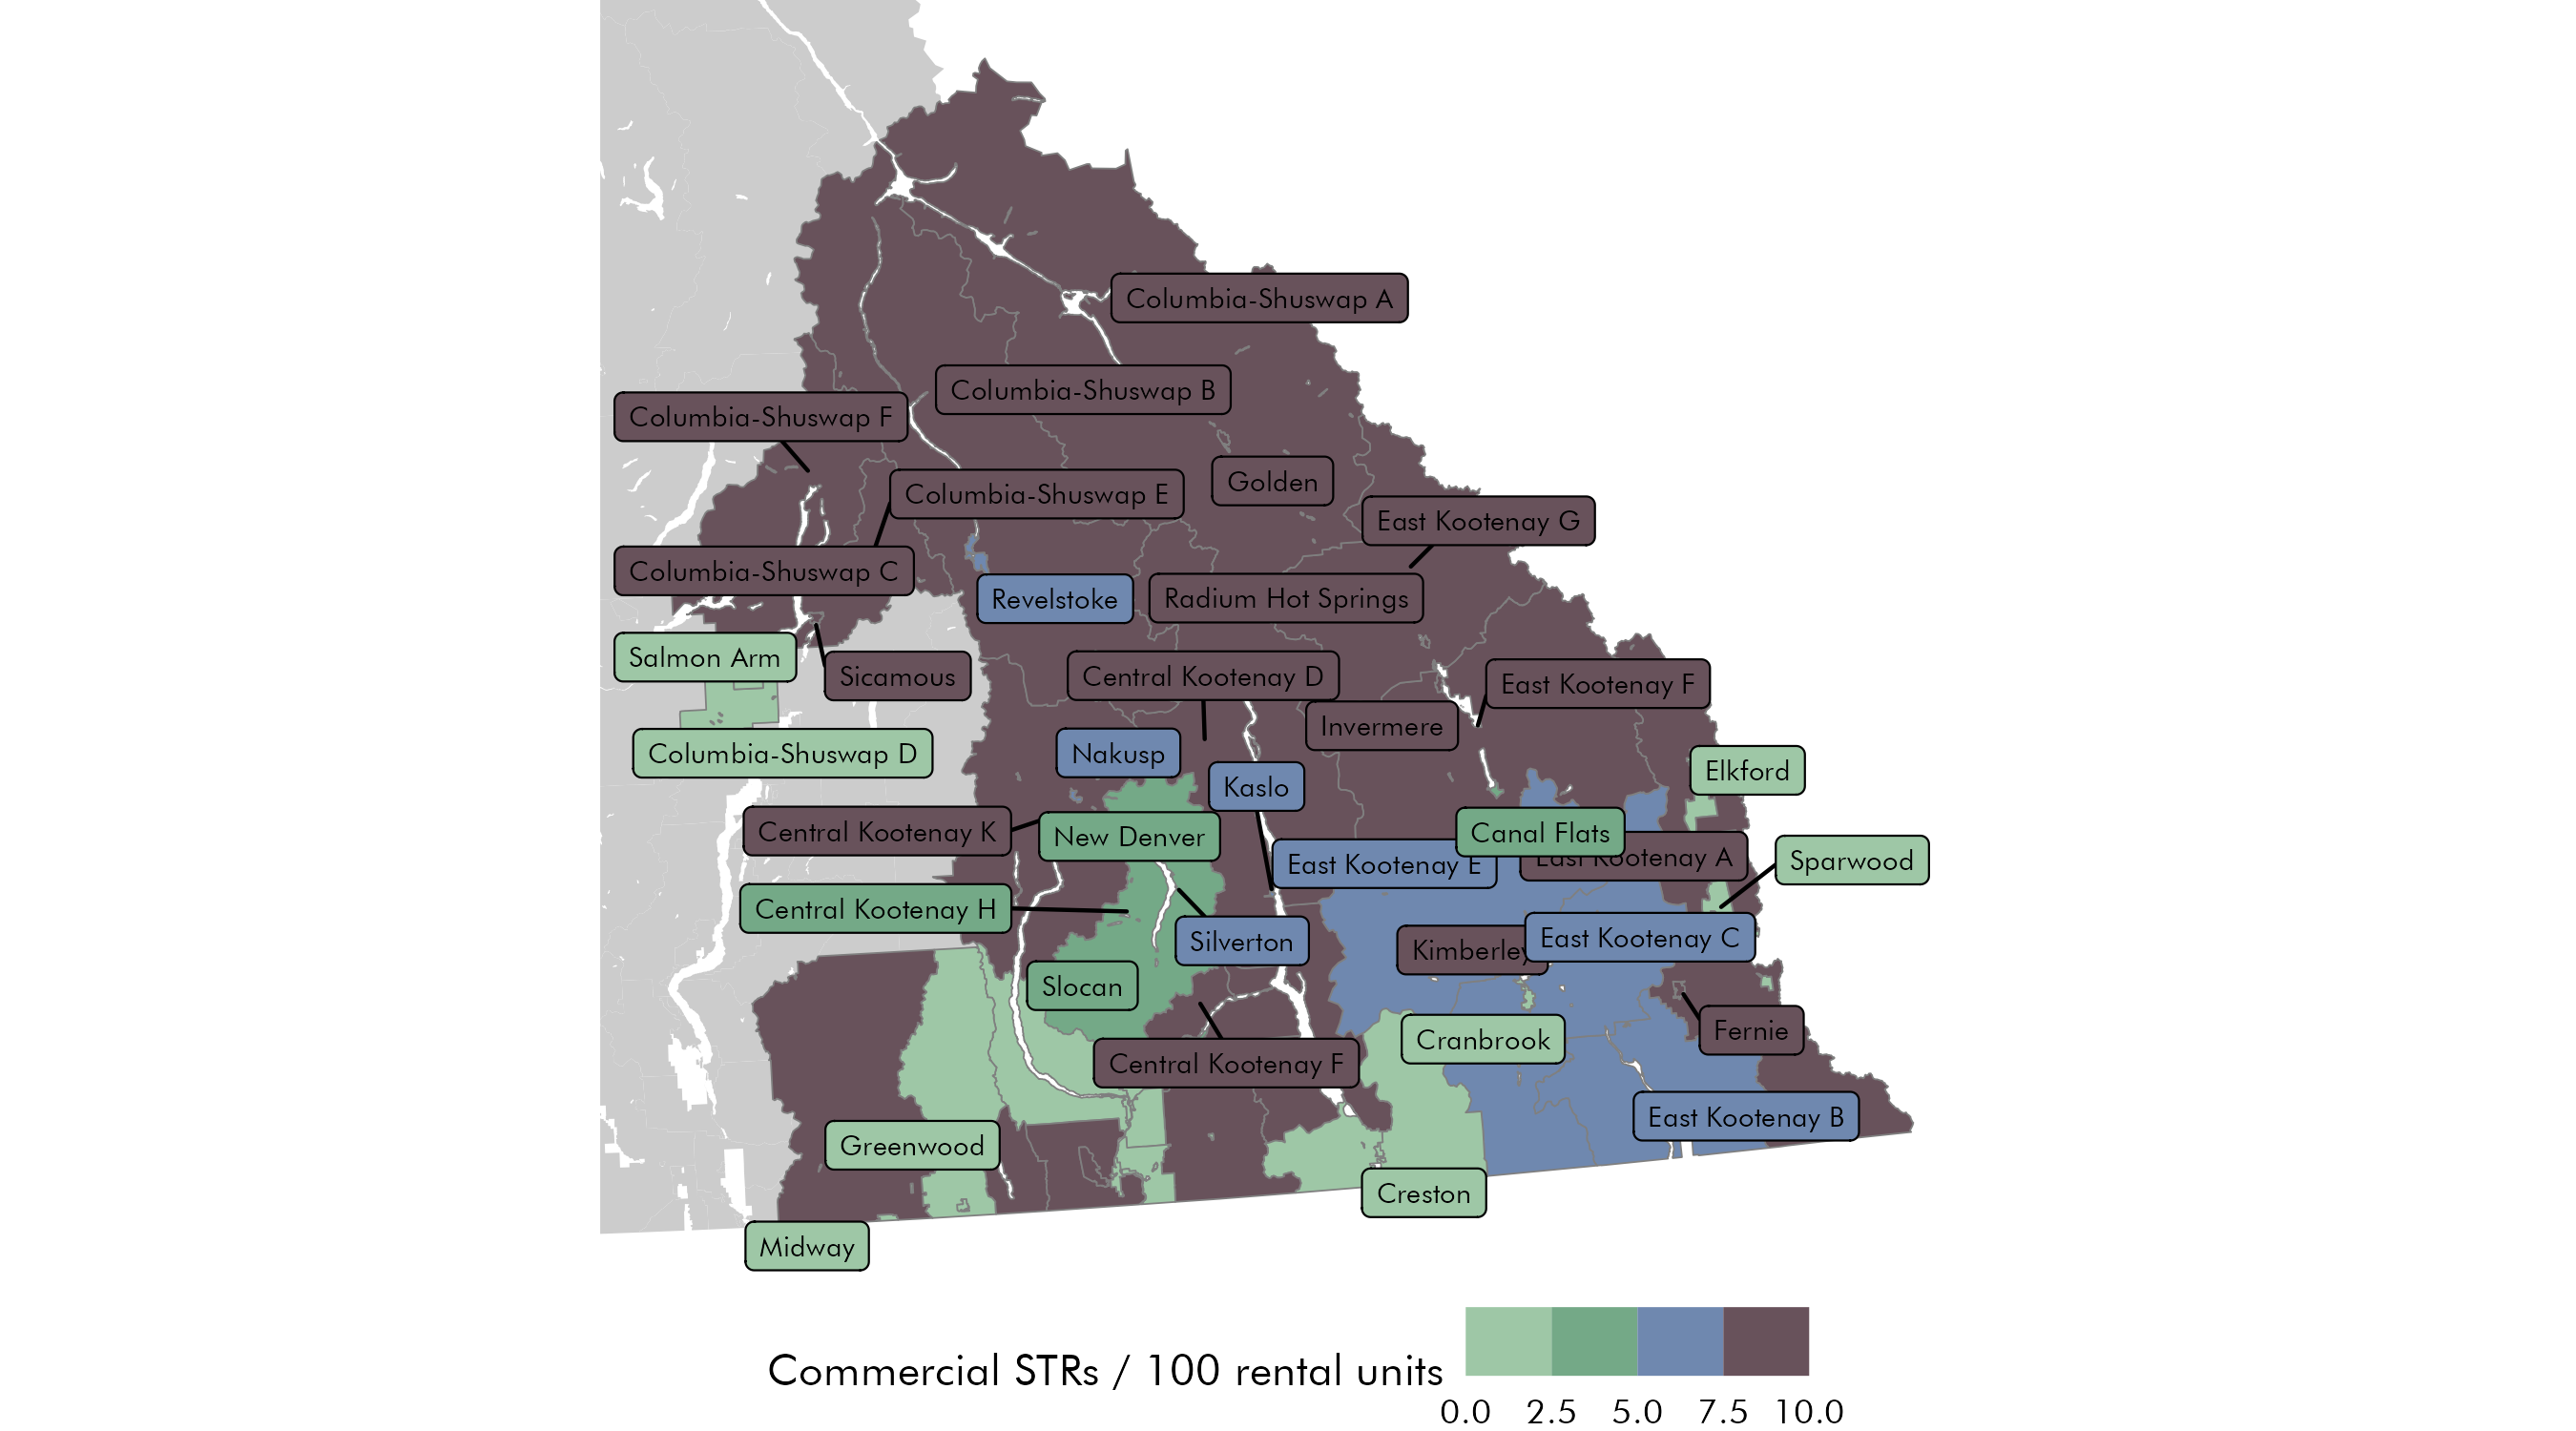 Columbia-Shuswap A
Columbia-Shuswap B
Columbia-Shuswap F
Golden
Columbia-Shuswap E
East Kootenay G
Columbia-Shuswap C
Revelstoke
Radium Hot Springs
Salmon Arm
Sicamous
Central Kootenay D
East Kootenay F
Invermere
Columbia-Shuswap D
Nakusp
Elkford
Kaslo
Central Kootenay K
New Denver
Canal Flats
East Kootenay E
East Kootenay A
Sparwood
Central Kootenay H
Silverton
East Kootenay C
Kimberley
Slocan
Fernie
Cranbrook
Central Kootenay F
East Kootenay B
Greenwood
Creston
Midway
Commercial STRs / 100 rental units
0.0 2.5 5.0 7.5 10.0